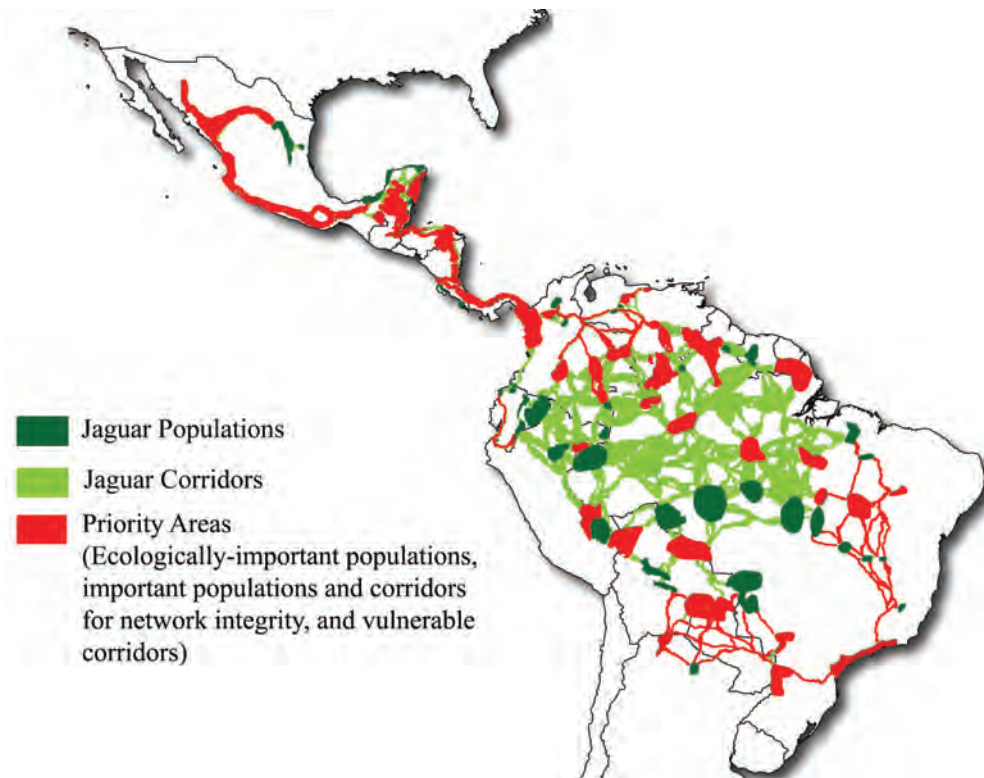 Jaguar Populations
Jaguar Corridors
Priority Areas
(Ecologically-important populations,
important populations and corridors
for network integrity, and vulnerable
corridors)